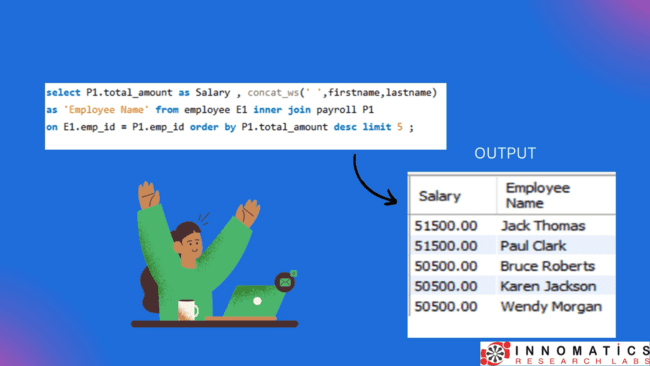 select P1.total_amount as Salary , concat_ws(' ',firstname,lastname)
as 'Employee Name' from employee E1 inner join payroll P1
on E1.emp_id = P1.emp_id order by P1.total_amount desc limit 5 ;
OUTPUT
Salary Employee
Name
51500.00 Jack Thomas
51500.00 Paul Clark
50500.00 Bruce Roberts
50500.00 Karen Jackson
50500.00 Wendy Morgan
INNOMATICS
RESEARCH LABS